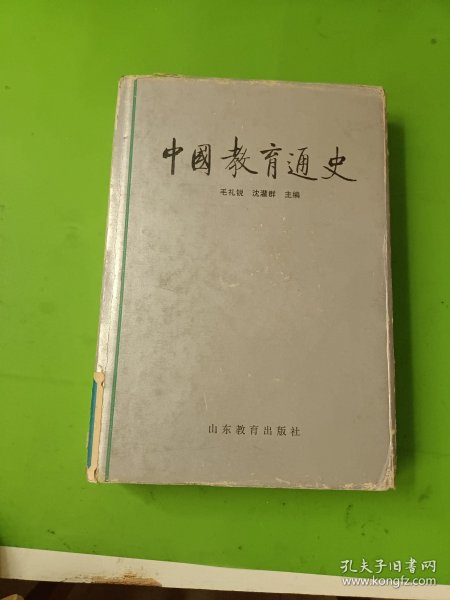 中國教育通史
毛礼锐 沈灌群 主编
山东教育出版社
孔夫子旧书网
www.kongfz.com